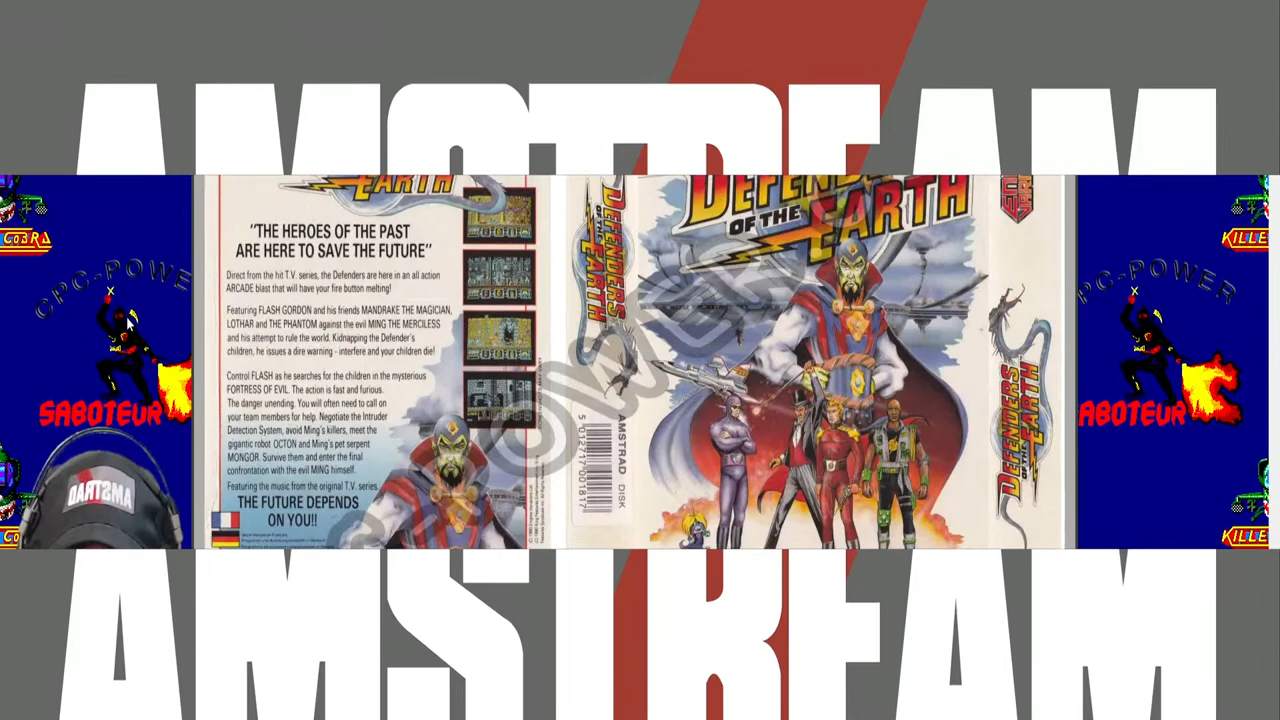 AMSTREAM
COBRA
CPC-POWER
SABOTEUR
AMSTRAD
EARTH
"THE HEROES OF THE PAST
ARE HERE TO SAVE THE FUTURE"
Direct from the hit T.V. series, the Defenders are here in an all action
ARCADE blast that will have your fire button melting!
Featuring FLASH GORDON and his friends MANDRAKE THE MAGICIAN,
LOTHAR and THE PHANTOM against the evil MING THE MERCILESS
and his attempt to rule the world. Kidnapping the Defender's
children, he issues a dire warning - interfere and your children die!
Control FLASH as he searches for the children in the mysterious
FORTRESS OF EVIL. The action is fast and furious.
The danger unending. You will often need to call on
your team members for help. Negotiate the Intruder
Detection System, avoid Ming's killers, meet the
gigantic robot OCTON and Ming's pet serpent
MONGOR. Survive them and enter the final
confrontation with the evil MING himself.
Featuring the music from the original T.V. series.
THE FUTURE DEPENDS
ON YOU!!
DEFENDERS
OF THE
EARTH
AMSTRAD DISK
5 012717 001817
DEFENDERS
OF THE EARTH
DEFENDERS
OF THE
EARTH
KILLE
PC-POWER
ABOTEUR
KILLE
AMSTREAM